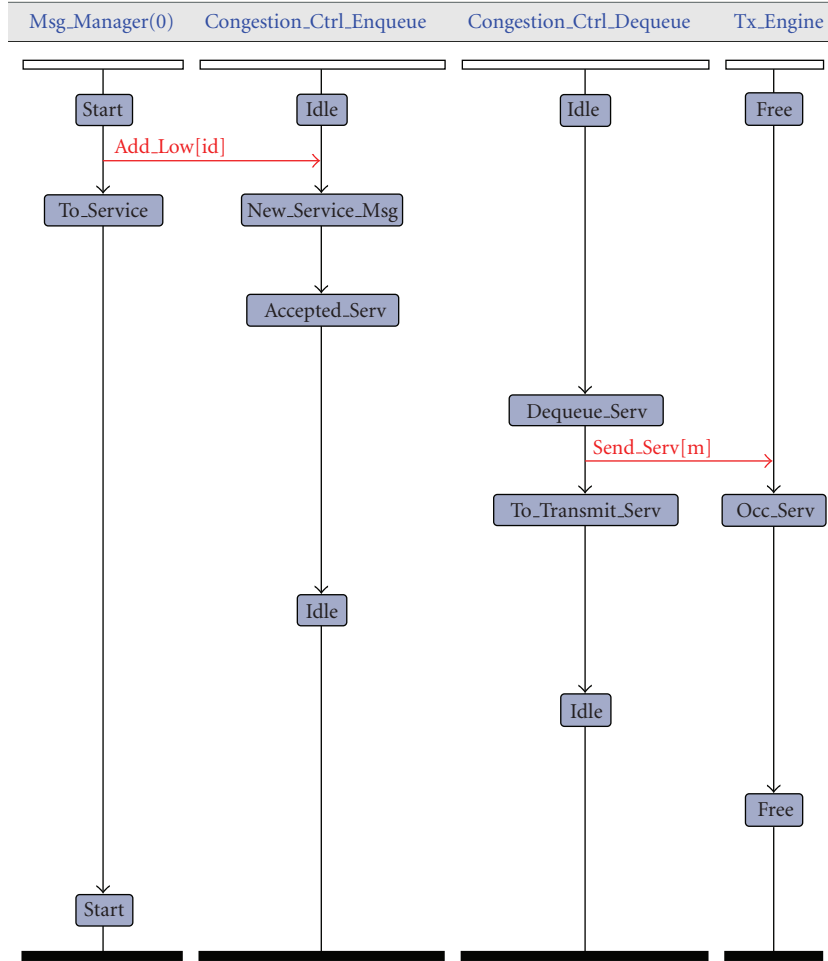 Msg_Manager(0) Congestion_Ctrl_Enqueue Congestion_Ctrl_Dequeue Tx_Engine
Start Idle Idle Free
Add_Low[id]
To_Service New_Service_Msg
Accepted_Serv
Dequeue_Serv
Send_Serv[m]
To_Transmit_Serv Occ_Serv
Idle
Idle
Free
Start